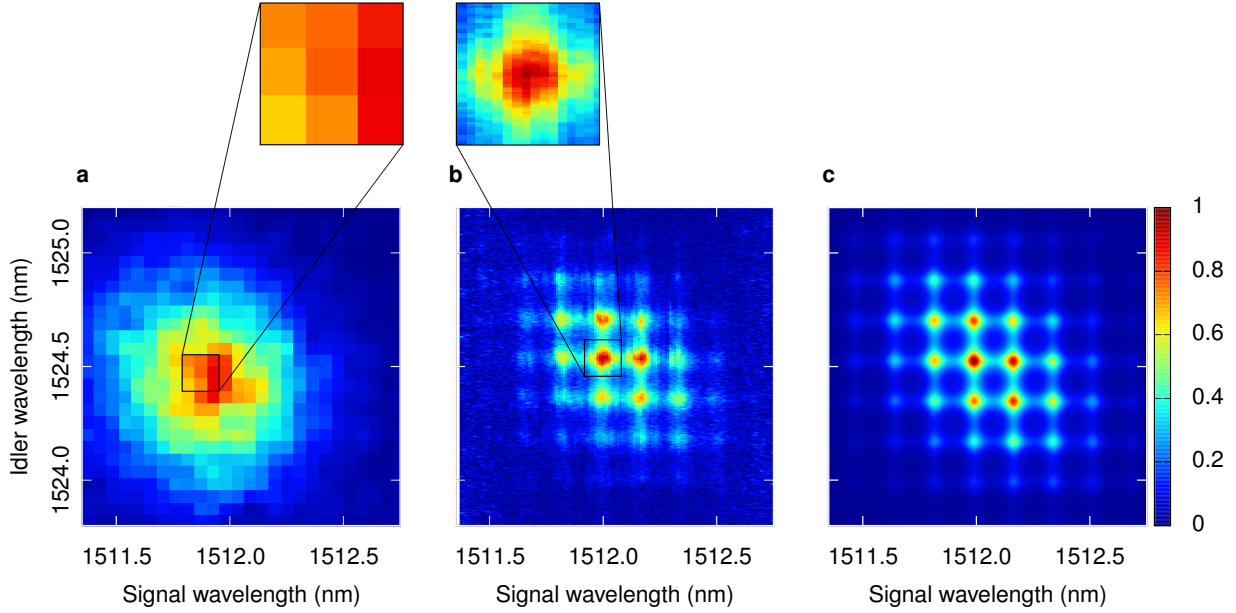 a
b
c
Idler wavelength (nm)
1525.0
1524.5
1524.0
1
0.8
0.6
0.4
0.2
0
1511.5 1512.0 1512.5
1511.5 1512.0 1512.5
1511.5 1512.0 1512.5
Signal wavelength (nm)
Signal wavelength (nm)
Signal wavelength (nm)